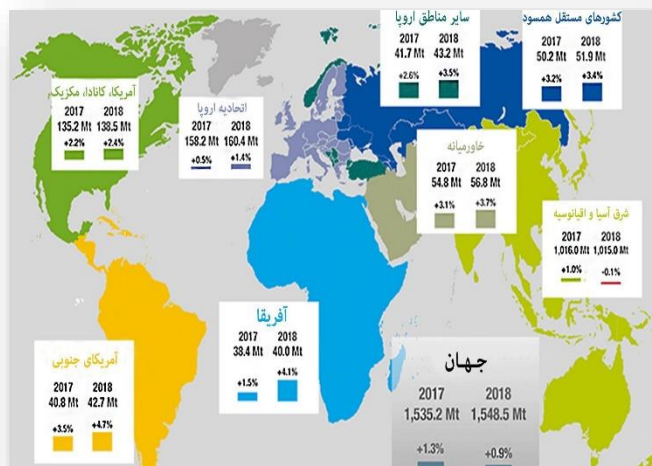 سایر مناطق اروپا
2017 2018
41.7 Mt 43.2 Mt
+2.6% +3.5%
کشورهای مستقل همسود
2017 2018
50.2 Mt 51.9 Mt
+3.2% +3.4%
آمریکا، کانادا، مکزیک
2017 2018
135.2 Mt 138.5 Mt
+2.2% +2.4%
اتحادیه اروپا
2017 2018
158.2 Mt 160.4 Mt
+0.5% +1.4%
خاورمیانه
2017 2018
54.8 Mt 56.8 Mt
+3.1% +3.7%
شرق آسیا و اقیانوسیه
2017 2018
1,016.0 Mt 1,015.0 Mt
+1.0% -0.1%
آفریقا
2017 2018
38.4 Mt 40.0 Mt
+1.5% +4.1%
آمریکای جنوبی
2017 2018
40.8 Mt 42.7 Mt
+3.5% +4.7%
جهان
2017 2018
1,535.2 Mt 1,548.5 Mt
+1.3% +0.9%